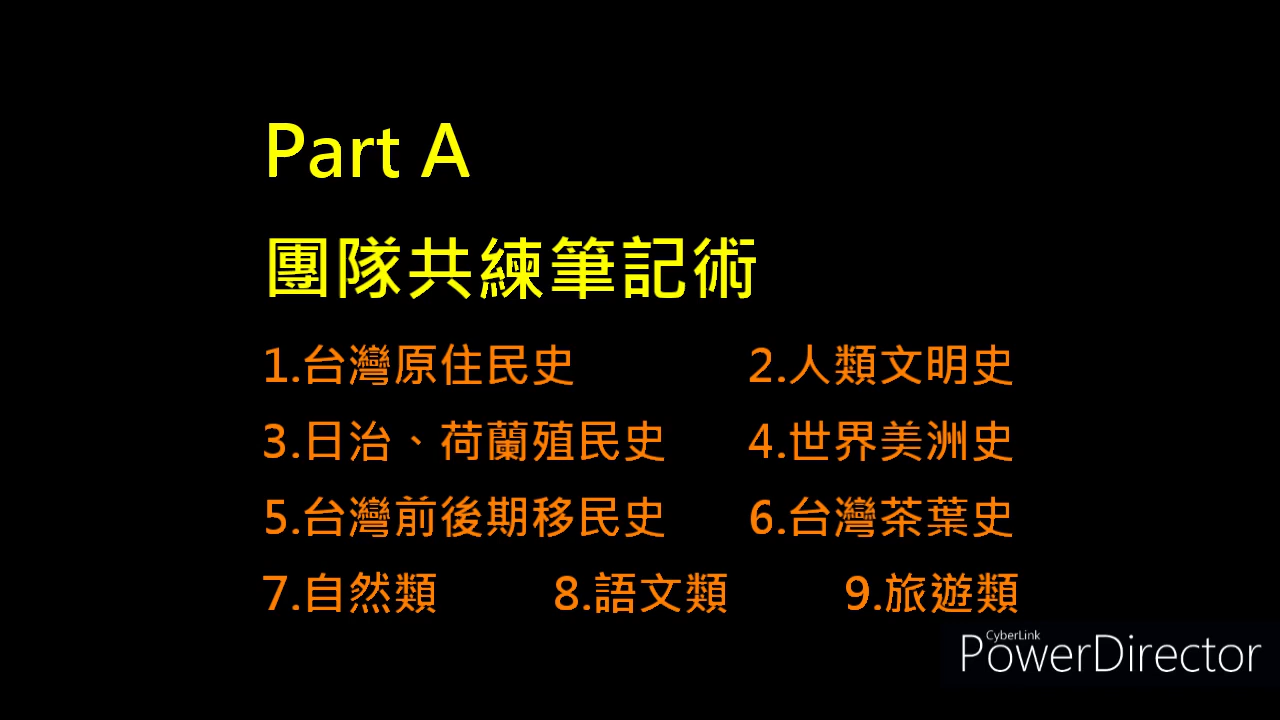 Part A
團隊共練筆記術
1.台灣原住民史 2.人類文明史
3.日治、荷蘭殖民史 4.世界美洲史
5.台灣前後期移民史 6.台灣茶葉史
7.自然類 8.語文類 9.旅遊類
CyberLink
PowerDirector